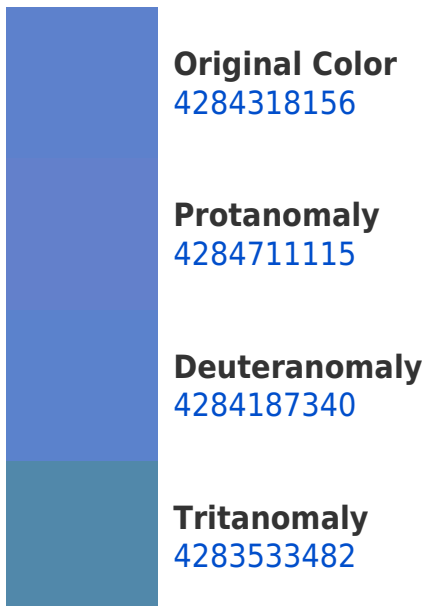 Original Color
4284318156
Protanomaly
4284711115
Deuteranomaly
4284187340
Tritanomaly
4283533482